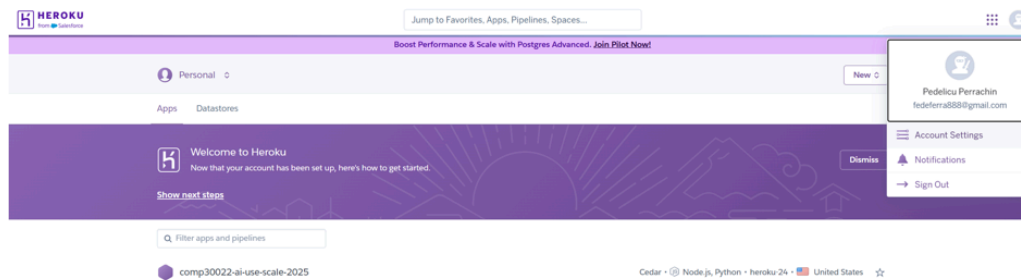 HEROKU
from Salesforce
Jump to Favorites, Apps, Pipelines, Spaces...
Boost Performance & Scale with Postgres Advanced. Join Pilot Now!
Personal
New
Pedelicu Perrachin
fedeferra888@gmail.com
Apps Datastores
Account Settings
Welcome to Heroku
Now that your account has been set up, here's how to get started.
Dismiss
Notifications
Show next steps
Sign Out
Filter apps and pipelines
comp30022-ai-use-scale-2025
Cedar • Node.js, Python • heroku-24 • United States